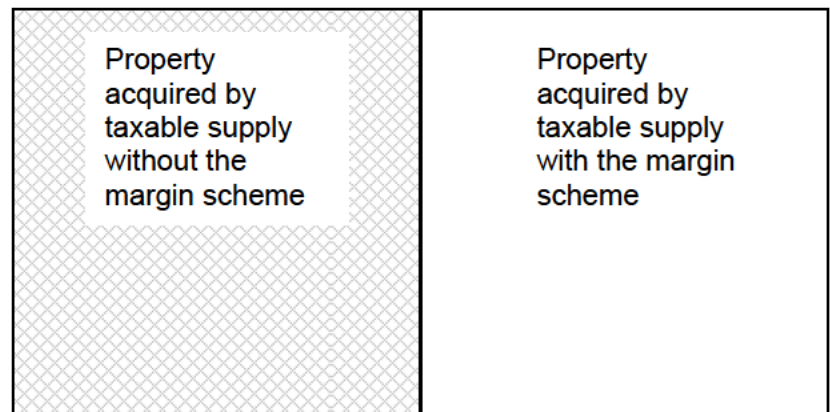 Property
acquired by
taxable supply
without the
margin scheme
Property
acquired by
taxable supply
with the margin
scheme